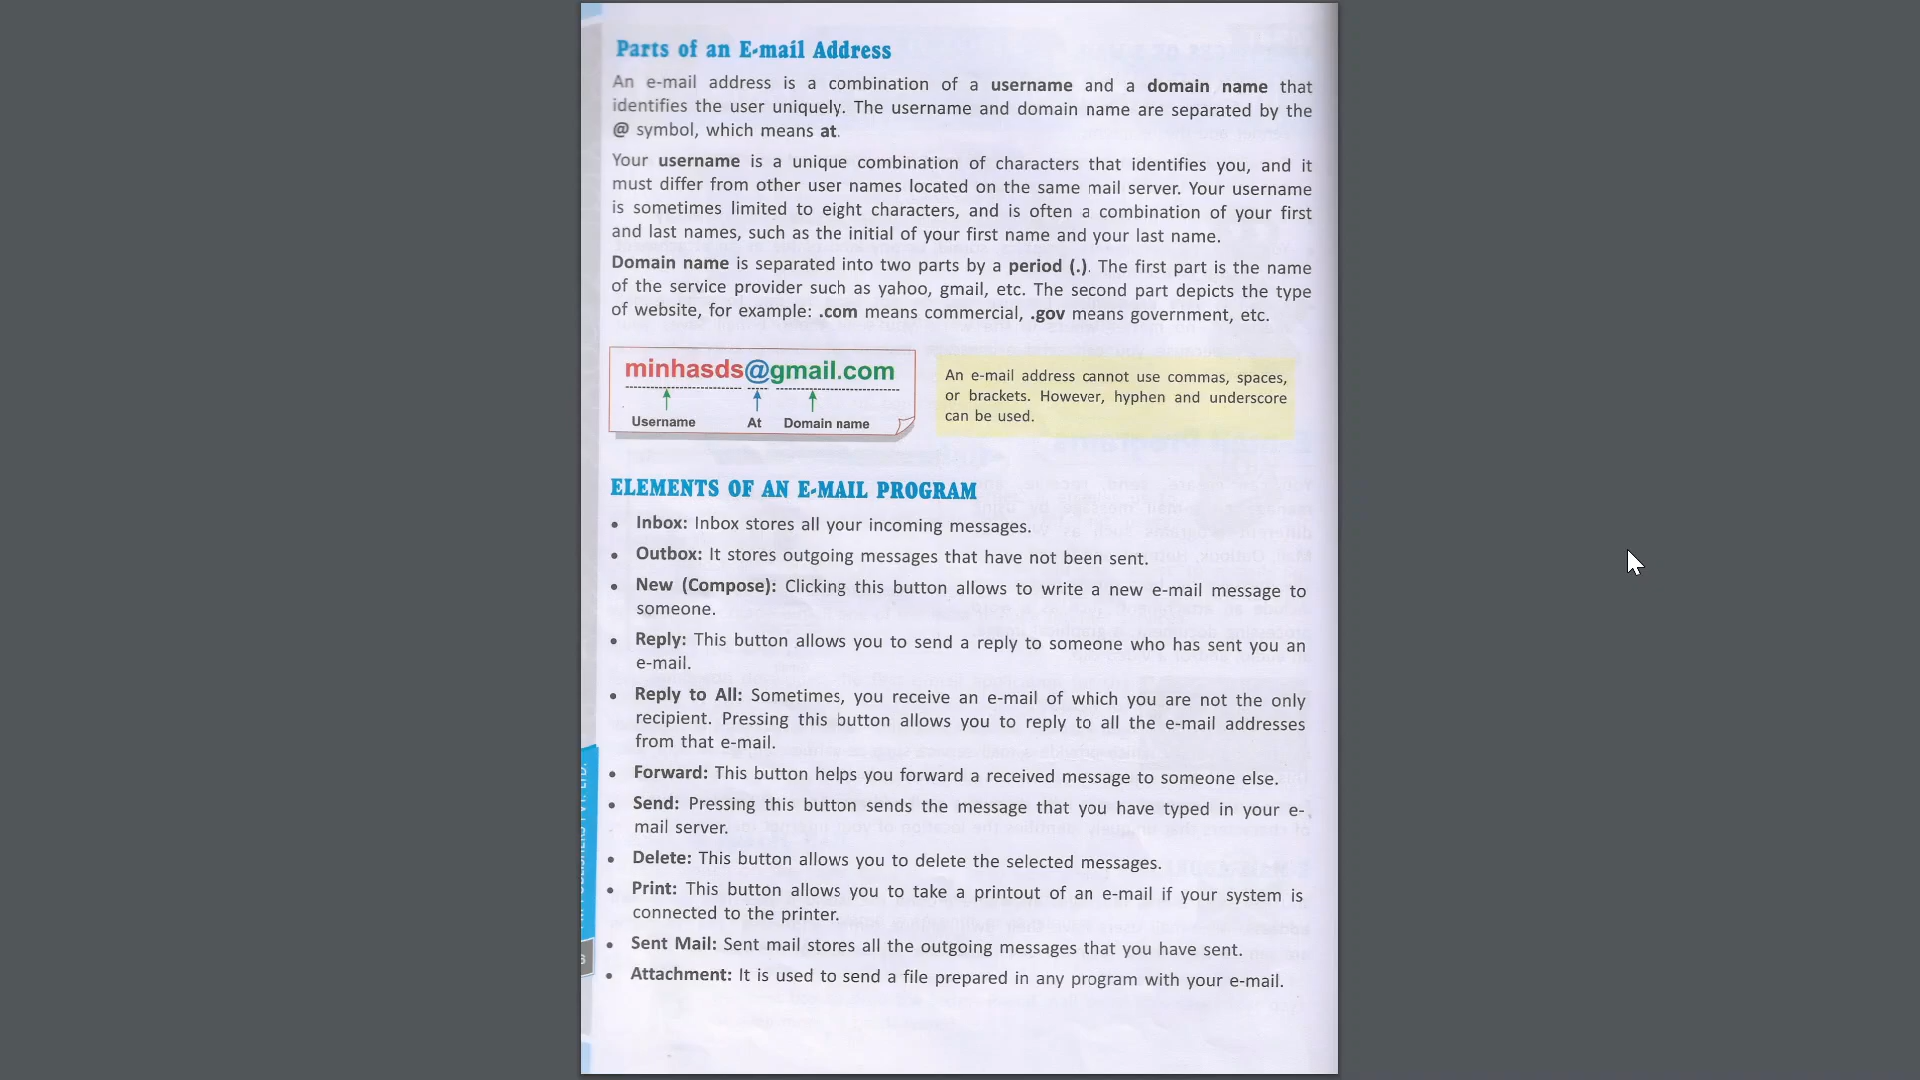 Parts of an E-mail Address
An e-mail address is a combination of a username and a domain name that
identifies the user uniquely. The username and domain name are separated by the
@ symbol, which means at.
Your username is a unique combination of characters that identifies you, and it
must differ from other user names located on the same mail server. Your username
is sometimes limited to eight characters, and is often a combination of your first
and last names, such as the initial of your first name and your last name.
Domain name is separated into two parts by a period (.). The first part is the name
of the service provider such as yahoo, gmail, etc. The second part depicts the type
of website, for example: .com means commercial, .gov means government, etc.
minhasds@gmail.com
Username At Domain name
An e-mail address cannot use commas, spaces,
or brackets. However, hyphen and underscore
can be used.
ELEMENTS OF AN E-MAIL PROGRAM
• Inbox: Inbox stores all your incoming messages.
• Outbox: It stores outgoing messages that have not been sent.
• New (Compose): Clicking this button allows to write a new e-mail message to
someone.
• Reply: This button allows you to send a reply to someone who has sent you an
e-mail.
• Reply to All: Sometimes, you receive an e-mail of which you are not the only
recipient. Pressing this button allows you to reply to all the e-mail addresses
from that e-mail.
• Forward: This button helps you forward a received message to someone else.
• Send: Pressing this button sends the message that you have typed in your e-
mail server.
• Delete: This button allows you to delete the selected messages.
• Print: This button allows you to take a printout of an e-mail if your system is
connected to the printer.
• Sent Mail: Sent mail stores all the outgoing messages that you have sent.
• Attachment: It is used to send a file prepared in any program with your e-mail.